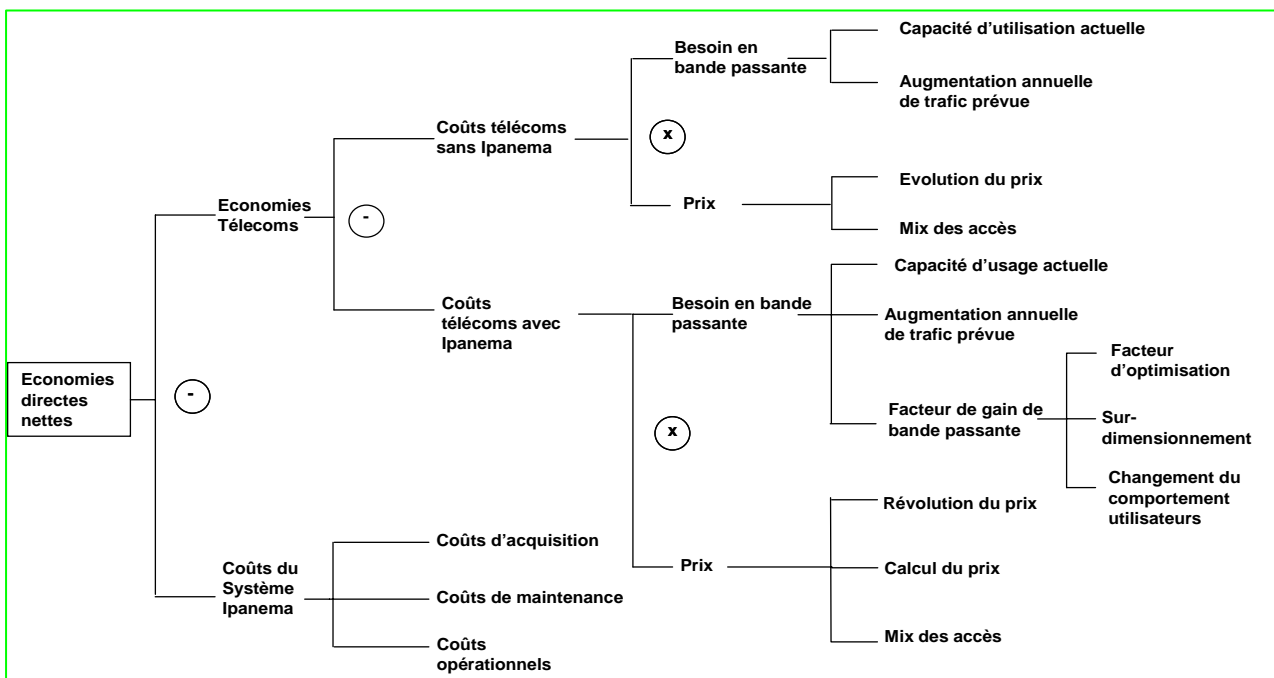 Capacité d'utilisation actuelle
Besoin en
bande passante
Augmentation annuelle
de trafic prévue
Coûts télécoms
sans Ipanema
x
Evolution du prix
Prix
Mix des accès
Economies
Télecoms
-
Capacité d'usage actuelle
Coûts
télécoms avec
Ipanema
Besoin en bande
passante
Augmentation annuelle
de trafic prévue
Facteur
d'optimisation
Economies
directes
nettes
-
x
Facteur de gain de
bande passante
Sur-
dimensionnement
Changement du
comportement
utilisateurs
Révolution du prix
Coûts d'acquisition
Prix
Calcul du prix
Coûts du
Système
Ipanema
Coûts de maintenance
Mix des accès
Coûts
opérationnels